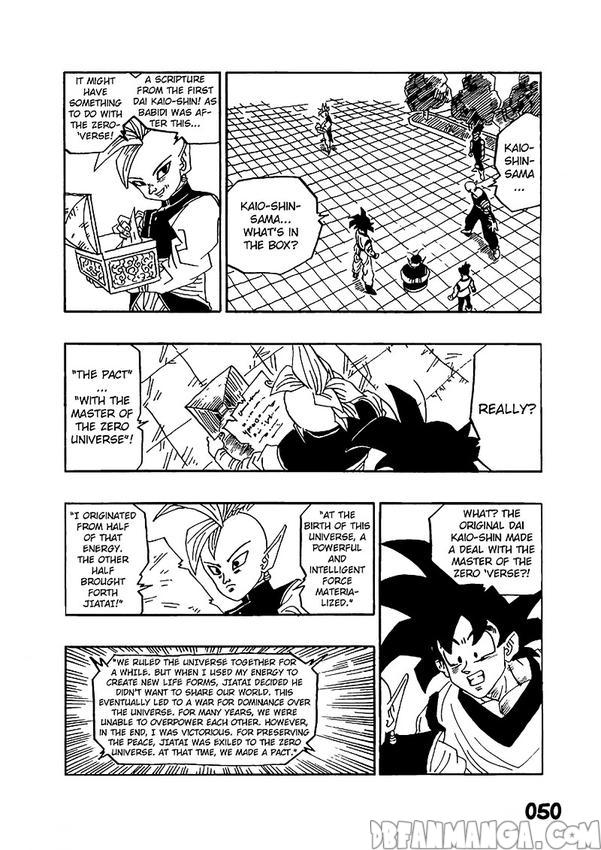 KAIO-
SHIN-
SAMA
...
KAIO-SHIN-
SAMA...
WHAT'S IN
THE BOX?
A SCRIPTURE
FROM THE FIRST
DAI KAIO-SHIN! AS
BABIDI WAS AF-
TER THIS...
IT MIGHT
HAVE
SOMETHING
TO DO WITH
THE ZERO-
'VERSE!
REALLY?
"THE PACT"
...
"WITH THE
MASTER OF
THE ZERO
UNIVERSE"!
WHAT? THE
ORIGINAL DAI
KAIO-SHIN MADE
A DEAL WITH THE
MASTER OF THE
ZERO 'VERSE?!
"AT THE
BIRTH OF THIS
UNIVERSE, A
POWERFUL
AND
INTELLIGENT
FORCE
MATERIA-
LIZED."
"I ORIGINATED
FROM HALF
OF THAT
ENERGY.
THE OTHER
HALF
BROUGHT
FORTH
JIATAI!"
"WE RULED THE UNIVERSE TOGETHER FOR
A WHILE. BUT WHEN I USED MY ENERGY TO
CREATE NEW LIFE FORMS, JIATAI DECIDED HE
DIDN'T WANT TO SHARE OUR WORLD. THIS
EVENTUALLY LED TO A WAR FOR DOMINANCE OVER
THE UNIVERSE. FOR MANY YEARS, WE WERE
UNABLE TO OVERPOWER EACH OTHER. HOWEVER,
IN THE END, I WAS VICTORIOUS. FOR PRESERVING
THE PEACE, JIATAI WAS EXILED TO THE ZERO
UNIVERSE. AT THAT TIME, WE MADE A PACT."
050
DBFANMANGA.COM